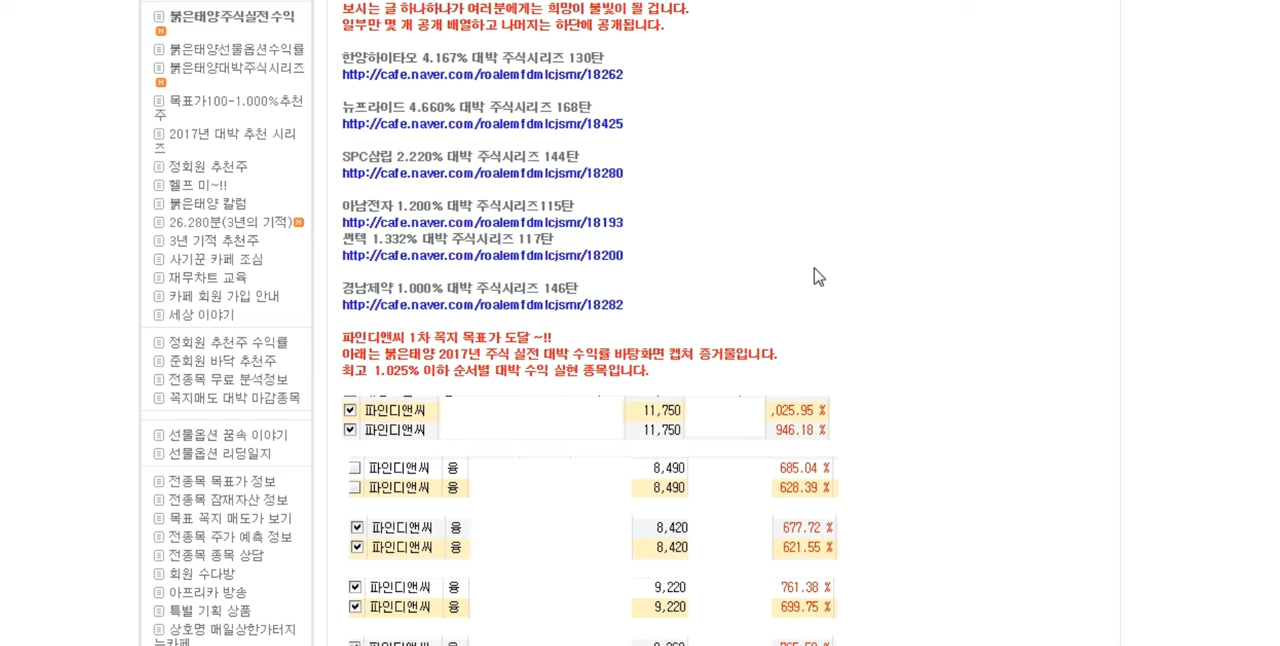 붉은태양주식실전수익
N
붉은태양선물옵션수익률
붉은태양대박주식시리즈
N
목표가100-1.000%추천
주
2017년 대박 추천 시리
즈
정회원 추천주
헬프 미~!!
붉은태양 칼럼
26.280분(3년의 기적) N
3년 기적 추천주
사기꾼 카페 조심
재무차트 교육
카페 회원 가입 안내
세상 이야기
정회원 추천주 수익률
준회원 바닥 추천주
전종목 무료 분석정보
꼭지매도 대박 마감종목
선물옵션 꿈속 이야기
선물옵션 리딩일지
전종목 목표가 정보
전종목 잠재자산 정보
목표 꼭지 매도가 보기
전종목 주가 예측 정보
전종목 종목 상담
회원 수다방
아프리카 방송
특별 기획 상품
상호명 매일상한가터지
는카페
보시는 글 하나하나가 여러분에게는 희망이 불빛이 될 겁니다.
일부만 몇 개 공개 배열하고 나머지는 하단에 공개됩니다.
한양하이타오 4.167% 대박 주식시리즈 130탄
http://cafe.naver.com/roalemfdmlcjsrnr/18262
뉴프라이드 4.660% 대박 주식시리즈 168탄
http://cafe.naver.com/roalemfdmlcjsrnr/18425
SPC삼립 2.220% 대박 주식시리즈 144탄
http://cafe.naver.com/roalemfdmlcjsrnr/18280
아남전자 1.200% 대박 주식시리즈115탄
http://cafe.naver.com/roalemfdmlcjsrnr/18193
썬텍 1.332% 대박 주식시리즈 117탄
http://cafe.naver.com/roalemfdmlcjsrnr/18200
경남제약 1.000% 대박 주식시리즈 146탄
http://cafe.naver.com/roalemfdmlcjsrnr/18282
파인디앤씨 1차 꼭지 목표가 도달 ~!!
아래는 붉은태양 2017년 주식 실전 대박 수익률 바탕화면 캡쳐 증거물입니다.
최고 1.025% 이하 순서별 대박 수익 실현 종목입니다.
파인디앤씨 11,750 ,025.95 %
파인디앤씨 11,750 946.18 %
파인디앤씨 융 8,490 685.04 %
파인디앤씨 융 8,490 628.39 %
파인디앤씨 융 8,420 677.72 %
파인디앤씨 융 8,420 621.55 %
파인디앤씨 융 9,220 761.38 %
파인디앤씨 융 9,220 699.75 %